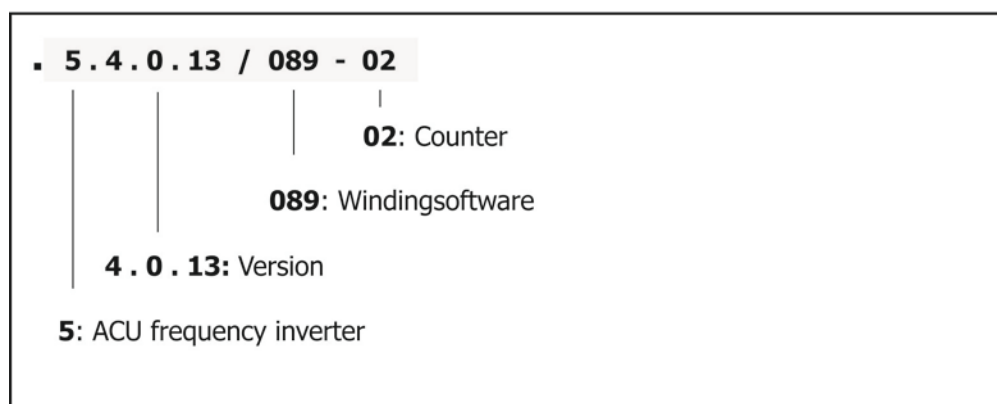 . 5 . 4 . 0 . 13 / 089 - 02
02: Counter
089: Windingsoftware
4 . 0 . 13: Version
5: ACU frequency inverter